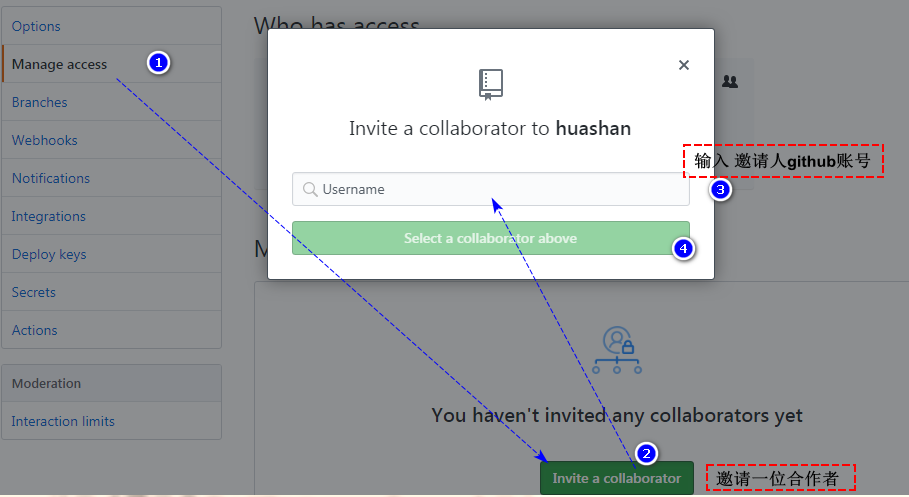 Options
Manage access
1
Branches
Webhooks
Notifications
Integrations
Deploy keys
Secrets
Actions
Moderation
Interaction limits
Who has access
Invite a collaborator to huashan
Username
输入 邀请人github账号
3
Select a collaborator above
4
M
You haven't invited any collaborators yet
2
Invite a collaborator
邀请一位合作者